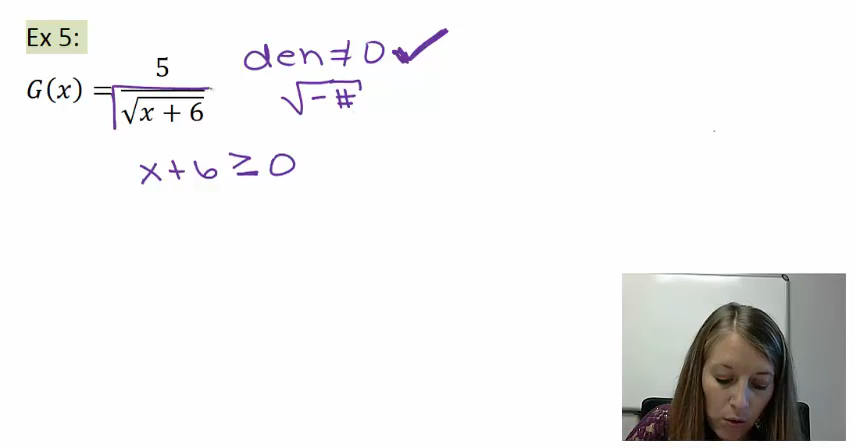 Ex 5:
G(x) = 5 / √(x + 6)
den ≠ 0 ✓
√-#
x + 6 ≥ 0